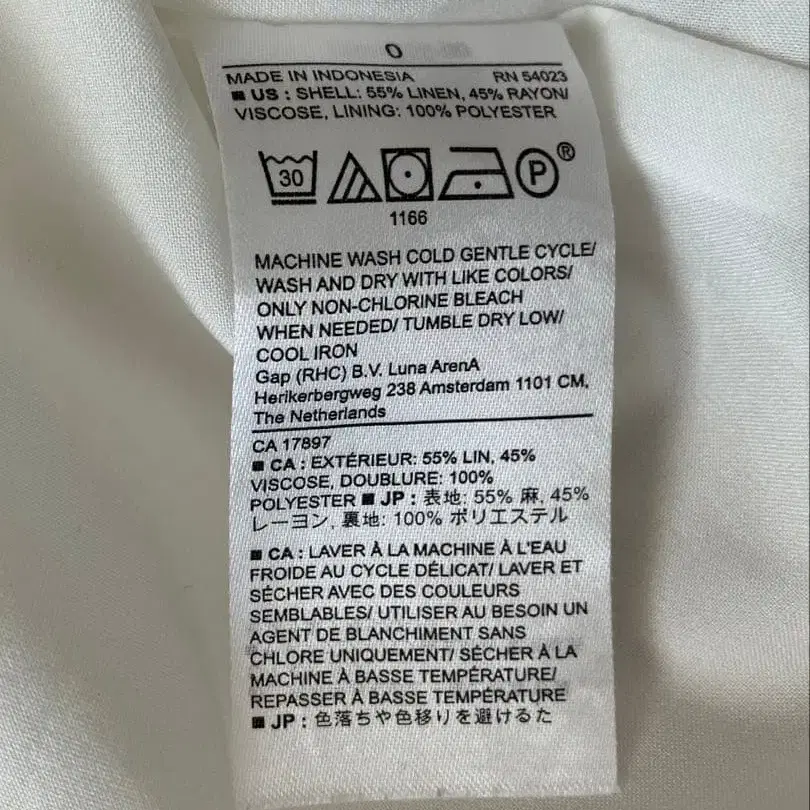 0
MADE IN INDONESIA RN 54023
■ US : SHELL: 55% LINEN, 45% RAYON/
VISCOSE, LINING: 100% POLYESTER
30 P ®
1166
MACHINE WASH COLD GENTLE CYCLE/
WASH AND DRY WITH LIKE COLORS/
ONLY NON-CHLORINE BLEACH
WHEN NEEDED/ TUMBLE DRY LOW/
COOL IRON
Gap (RHC) B.V. Luna ArenA
Herikerbergweg 238 Amsterdam 1101 CM,
The Netherlands
CA 17897
■ CA : EXTÉRIEUR: 55% LIN, 45%
VISCOSE, DOUBLURE: 100%
POLYESTER ■ JP : 表地: 55% 麻, 45%
レーヨン, 裏地: 100% ポリエステル
■ CA : LAVER À LA MACHINE À L'EAU
FROIDE AU CYCLE DÉLICAT/ LAVER ET
SÉCHER AVEC DES COULEURS
SEMBLABLES/ UTILISER AU BESOIN UN
AGENT DE BLANCHIMENT SANS
CHLORE UNIQUEMENT/ SÉCHER À LA
MACHINE À BASSE TEMPÉRATURE/
REPASSER À BASSE TEMPÉRATURE
■ JP : 色落ちや色移りを避けるた